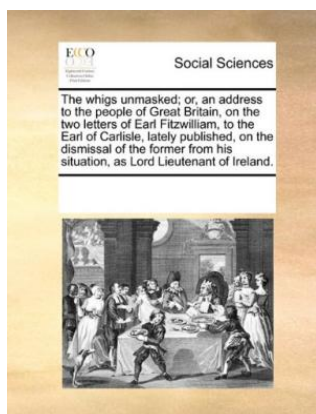 ECCO
Social Sciences
The whigs unmasked; or, an address
to the people of Great Britain, on the
two letters of Earl Fitzwilliam, to the
Earl of Carlisle, lately published, on the
dismissal of the former from his
situation, as Lord Lieutenant of Ireland.